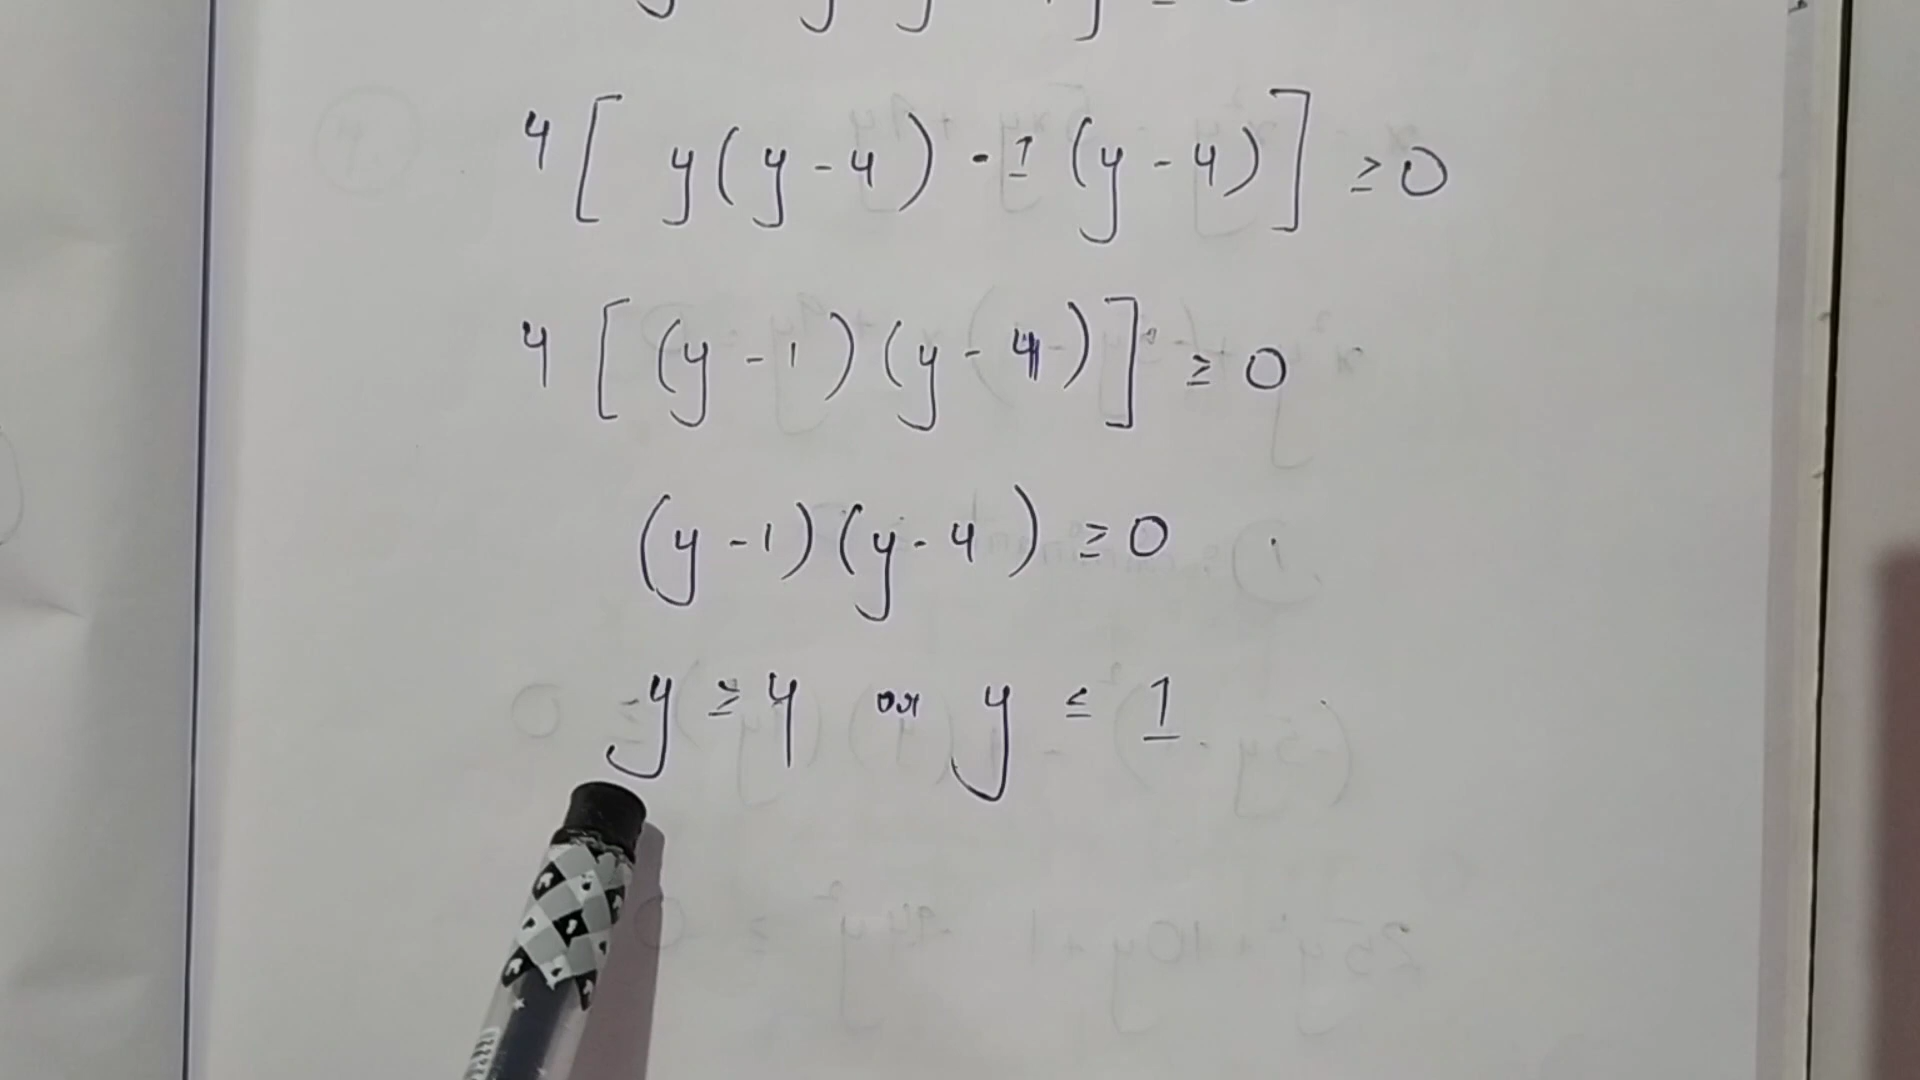 4 [ y(y - 4) - 1 (y - 4) ] ≥ 0
4 [ (y - 1) (y - 4) ] ≥ 0
(y - 1) (y - 4) ≥ 0
y ≥ 4 or y ≤ 1